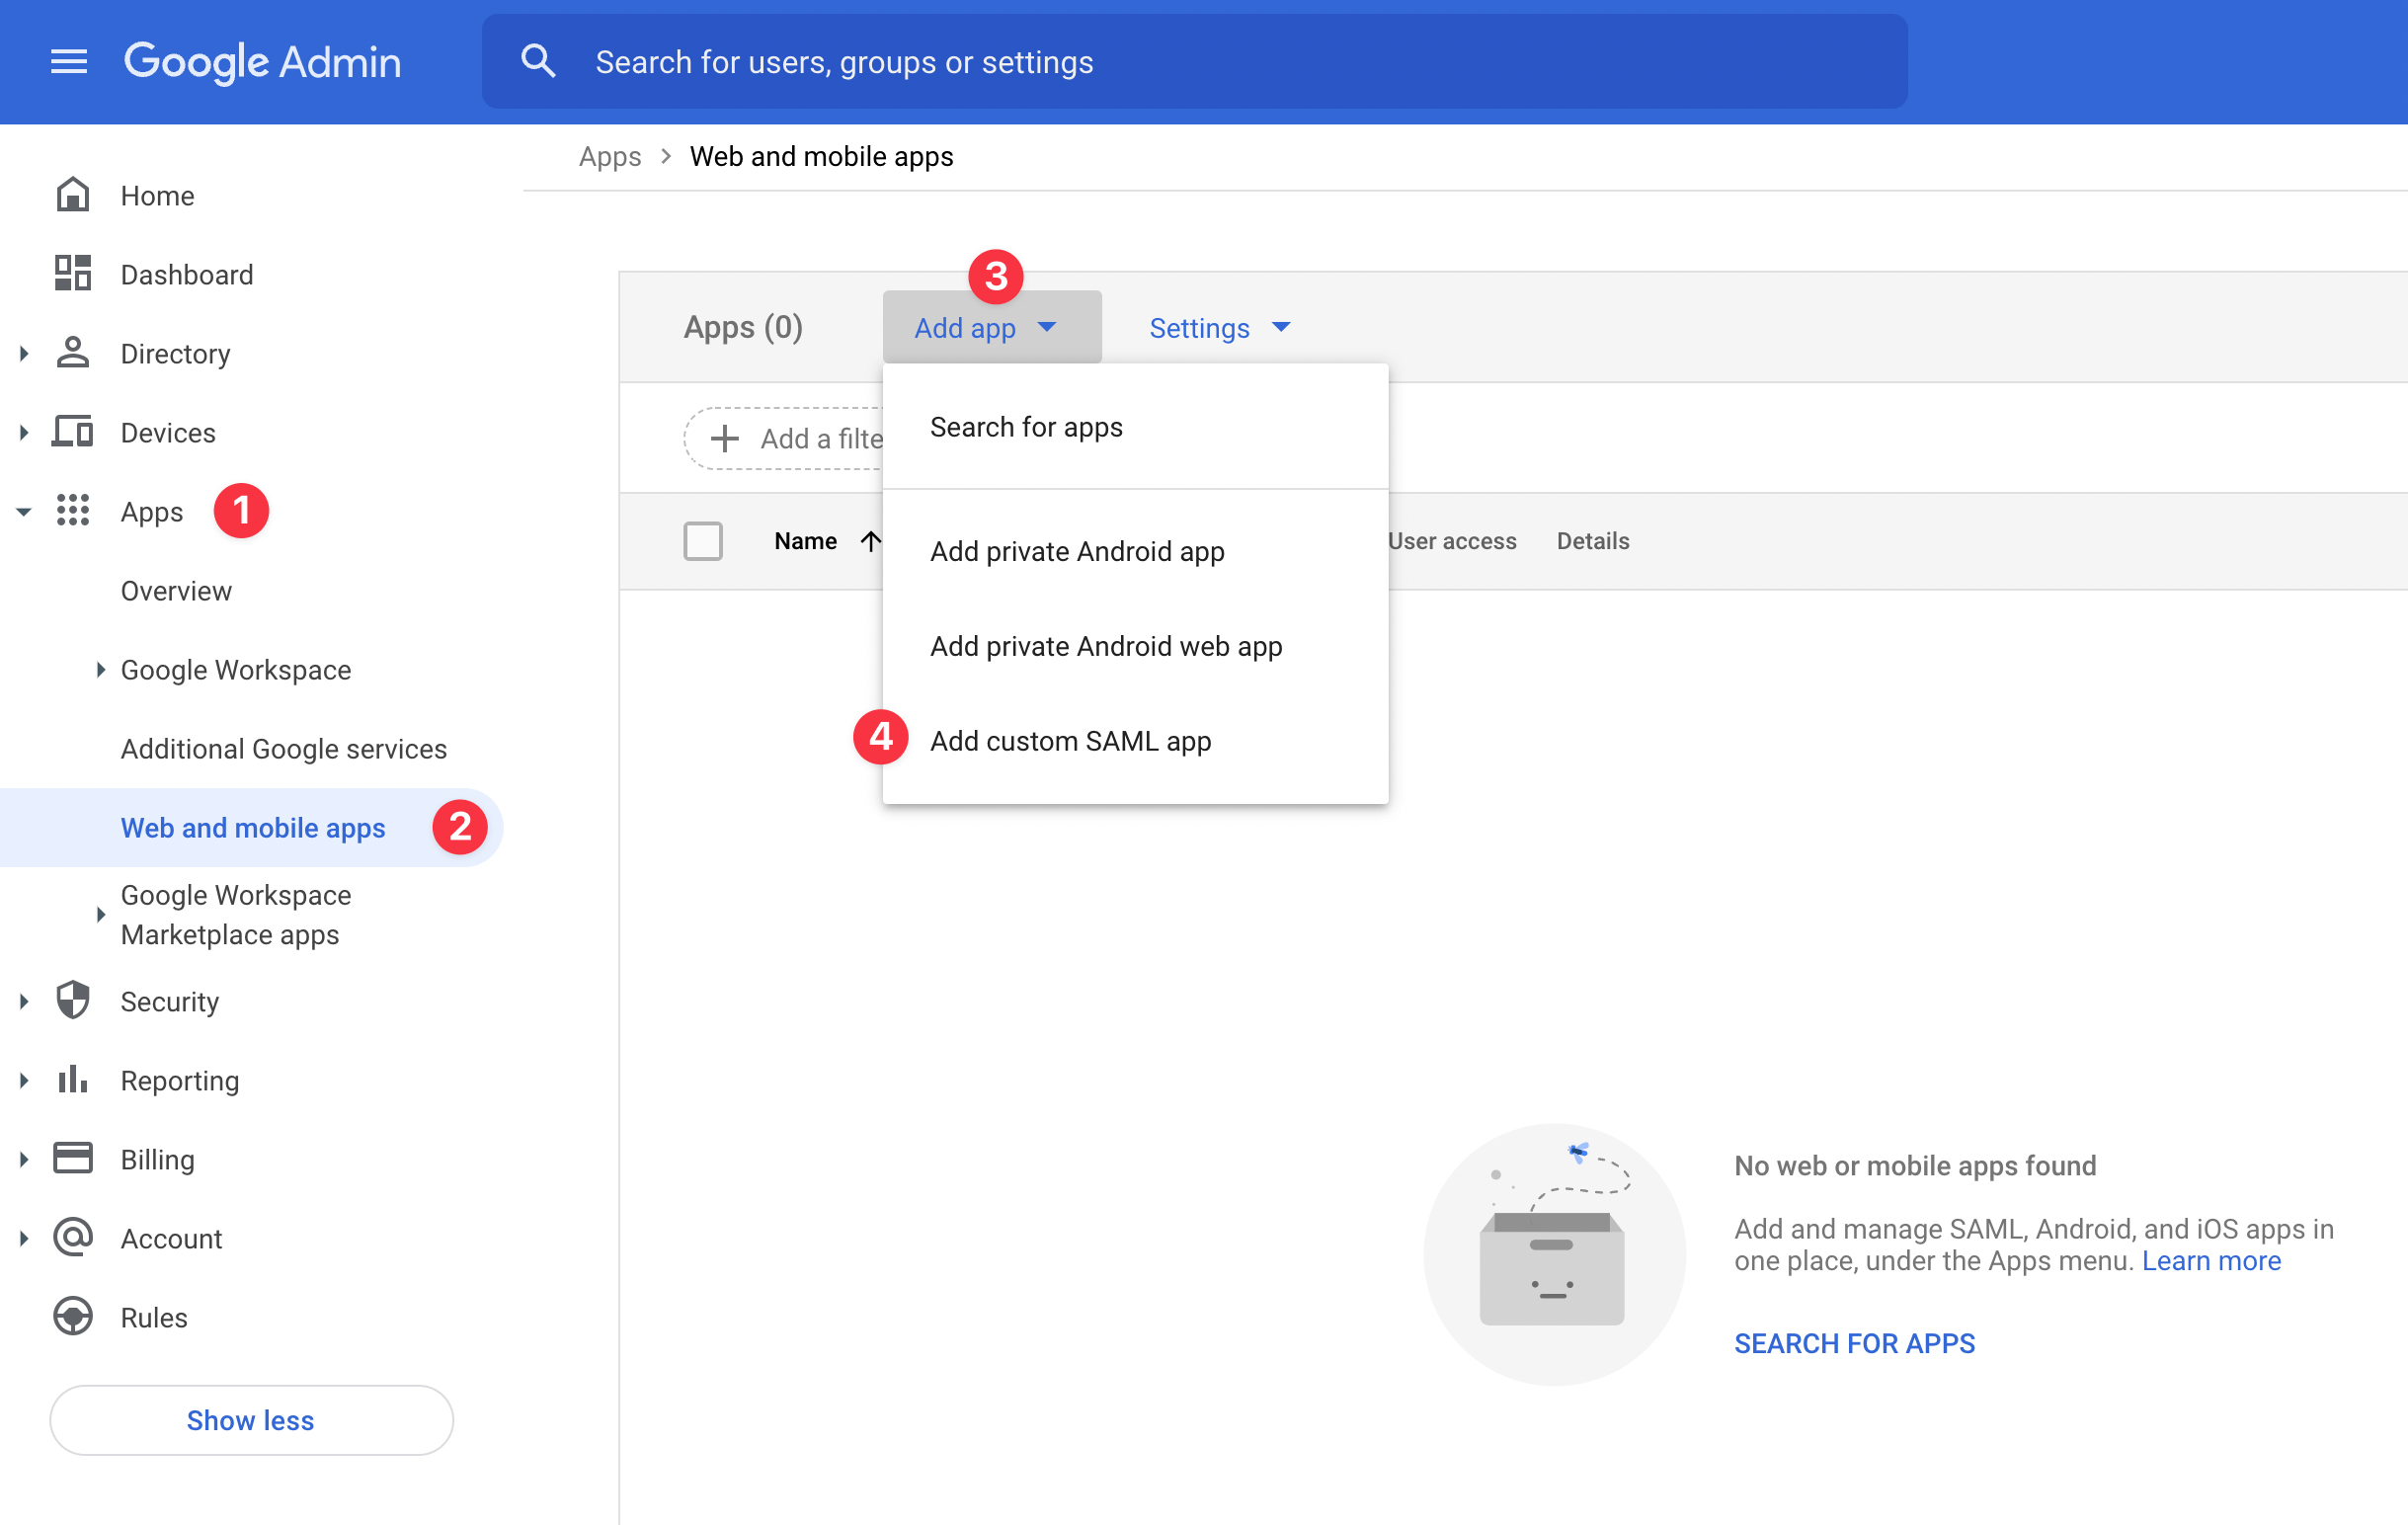 Google Admin
Search for users, groups or settings
Apps > Web and mobile apps
Home
Dashboard
Directory
Devices
Apps 1
Overview
Google Workspace
Additional Google services
Web and mobile apps 2
Google Workspace
Marketplace apps
Security
Reporting
Billing
Account
Rules
Show less
3
Apps (0) Add app Settings
Add a filte
Name User access Details
Search for apps
Add private Android app
Add private Android web app
4 Add custom SAML app
No web or mobile apps found
Add and manage SAML, Android, and iOS apps in
one place, under the Apps menu. Learn more
SEARCH FOR APPS